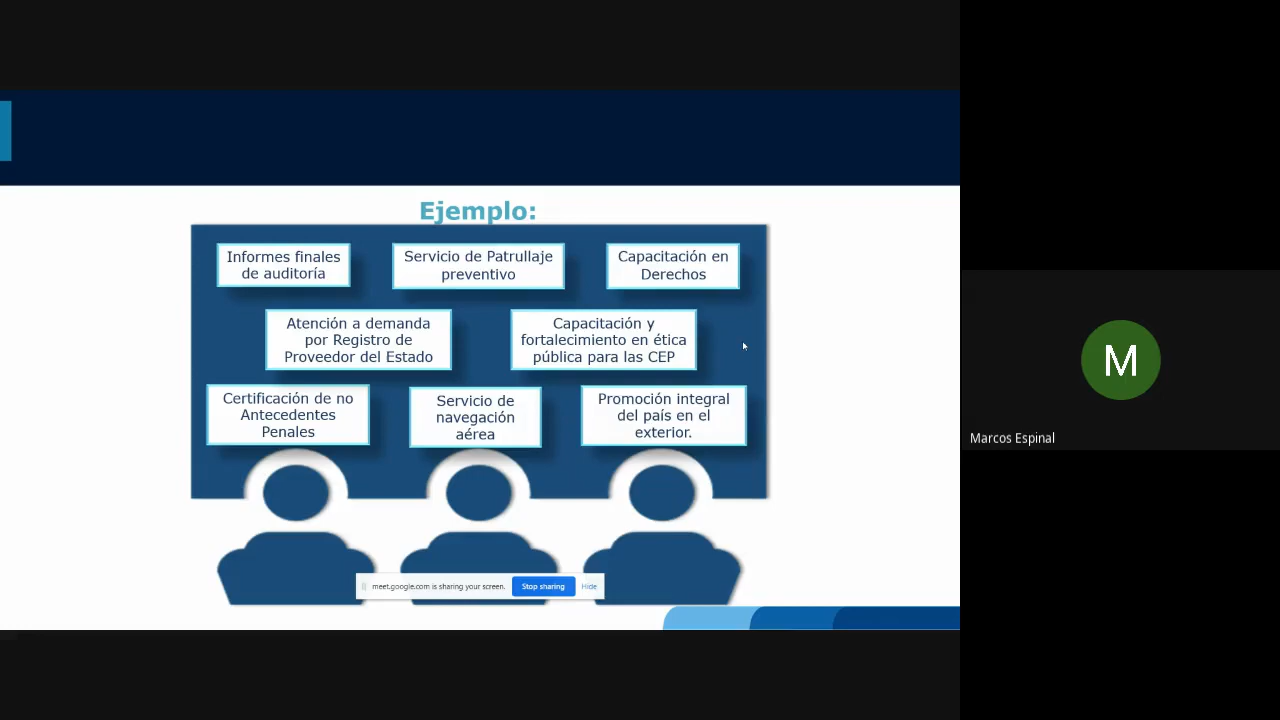 Ejemplo:
Informes finales
de auditoría
Servicio de Patrullaje
preventivo
Capacitación en
Derechos
Atención a demanda
por Registro de
Proveedor del Estado
Capacitación y
fortalecimiento en ética
pública para las CEP
Certificación de no
Antecedentes
Penales
Servicio de
navegación
aérea
Promoción integral
del país en el
exterior.
meet.google.com is sharing your screen.
Stop sharing
Hide
M
Marcos Espinal